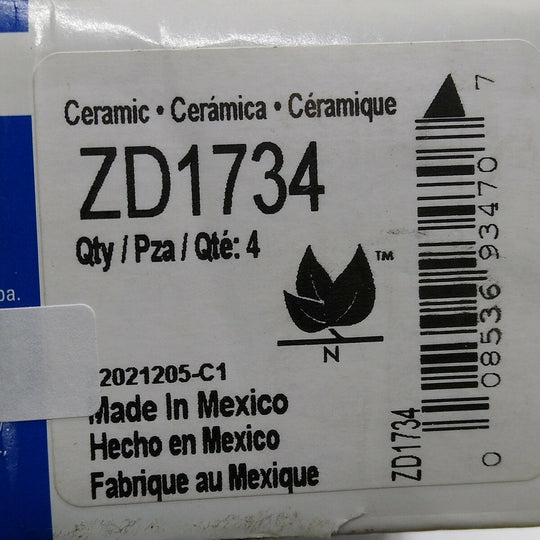 Ceramic • Cerámica • Céramique
ZD1734
Qty / Pza / Qté: 4
TM
N
2021205-C1
Made In Mexico
Hecho en Mexico
Fabrique au Mexique
ZD1734
0 08536 93470 7